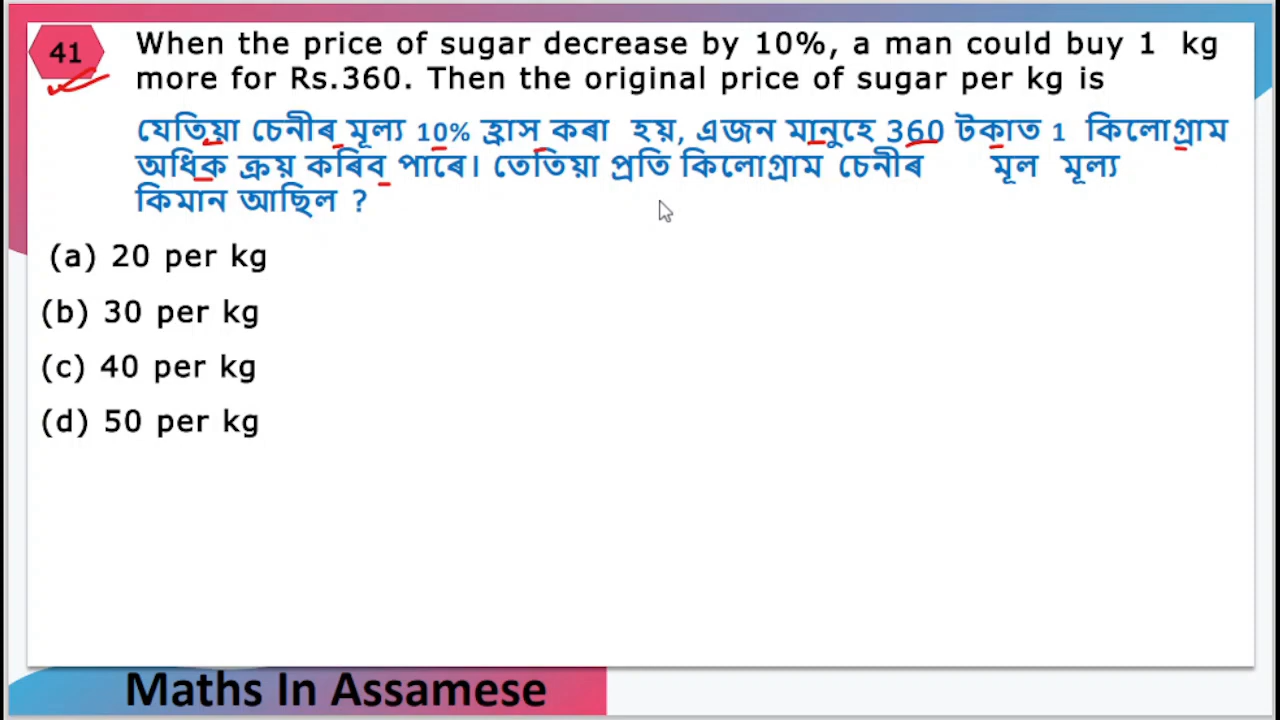 41
When the price of sugar decrease by 10%, a man could buy 1 kg
more for Rs.360. Then the original price of sugar per kg is
যেতিয়া চেনীৰ মূল্য 10% হ্ৰাস কৰা হয়, এজন মানুহে 360 টকাত 1 কিলোগ্ৰাম
অধিক ক্ৰয় কৰিব পাৰে। তেতিয়া প্ৰতি কিলোগ্ৰাম চেনীৰ মূল মূল্য
কিমান আছিল ?
(a) 20 per kg
(b) 30 per kg
(c) 40 per kg
(d) 50 per kg
Maths In Assamese